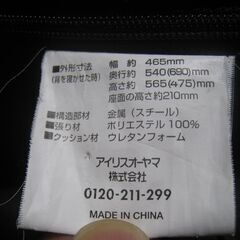 ■外形寸法 幅 約 465mm
(背を寝かせた時) 奥行約 540(690)mm
高さ約 565(475)mm
座面の高さ約210mm
■構造部材 金属（スチール）
■張り材 ポリエステル 100%
■クッション材 ウレタンフォーム
アイリスオーヤマ
株式会社
0120-211-299
MADE IN CHINA